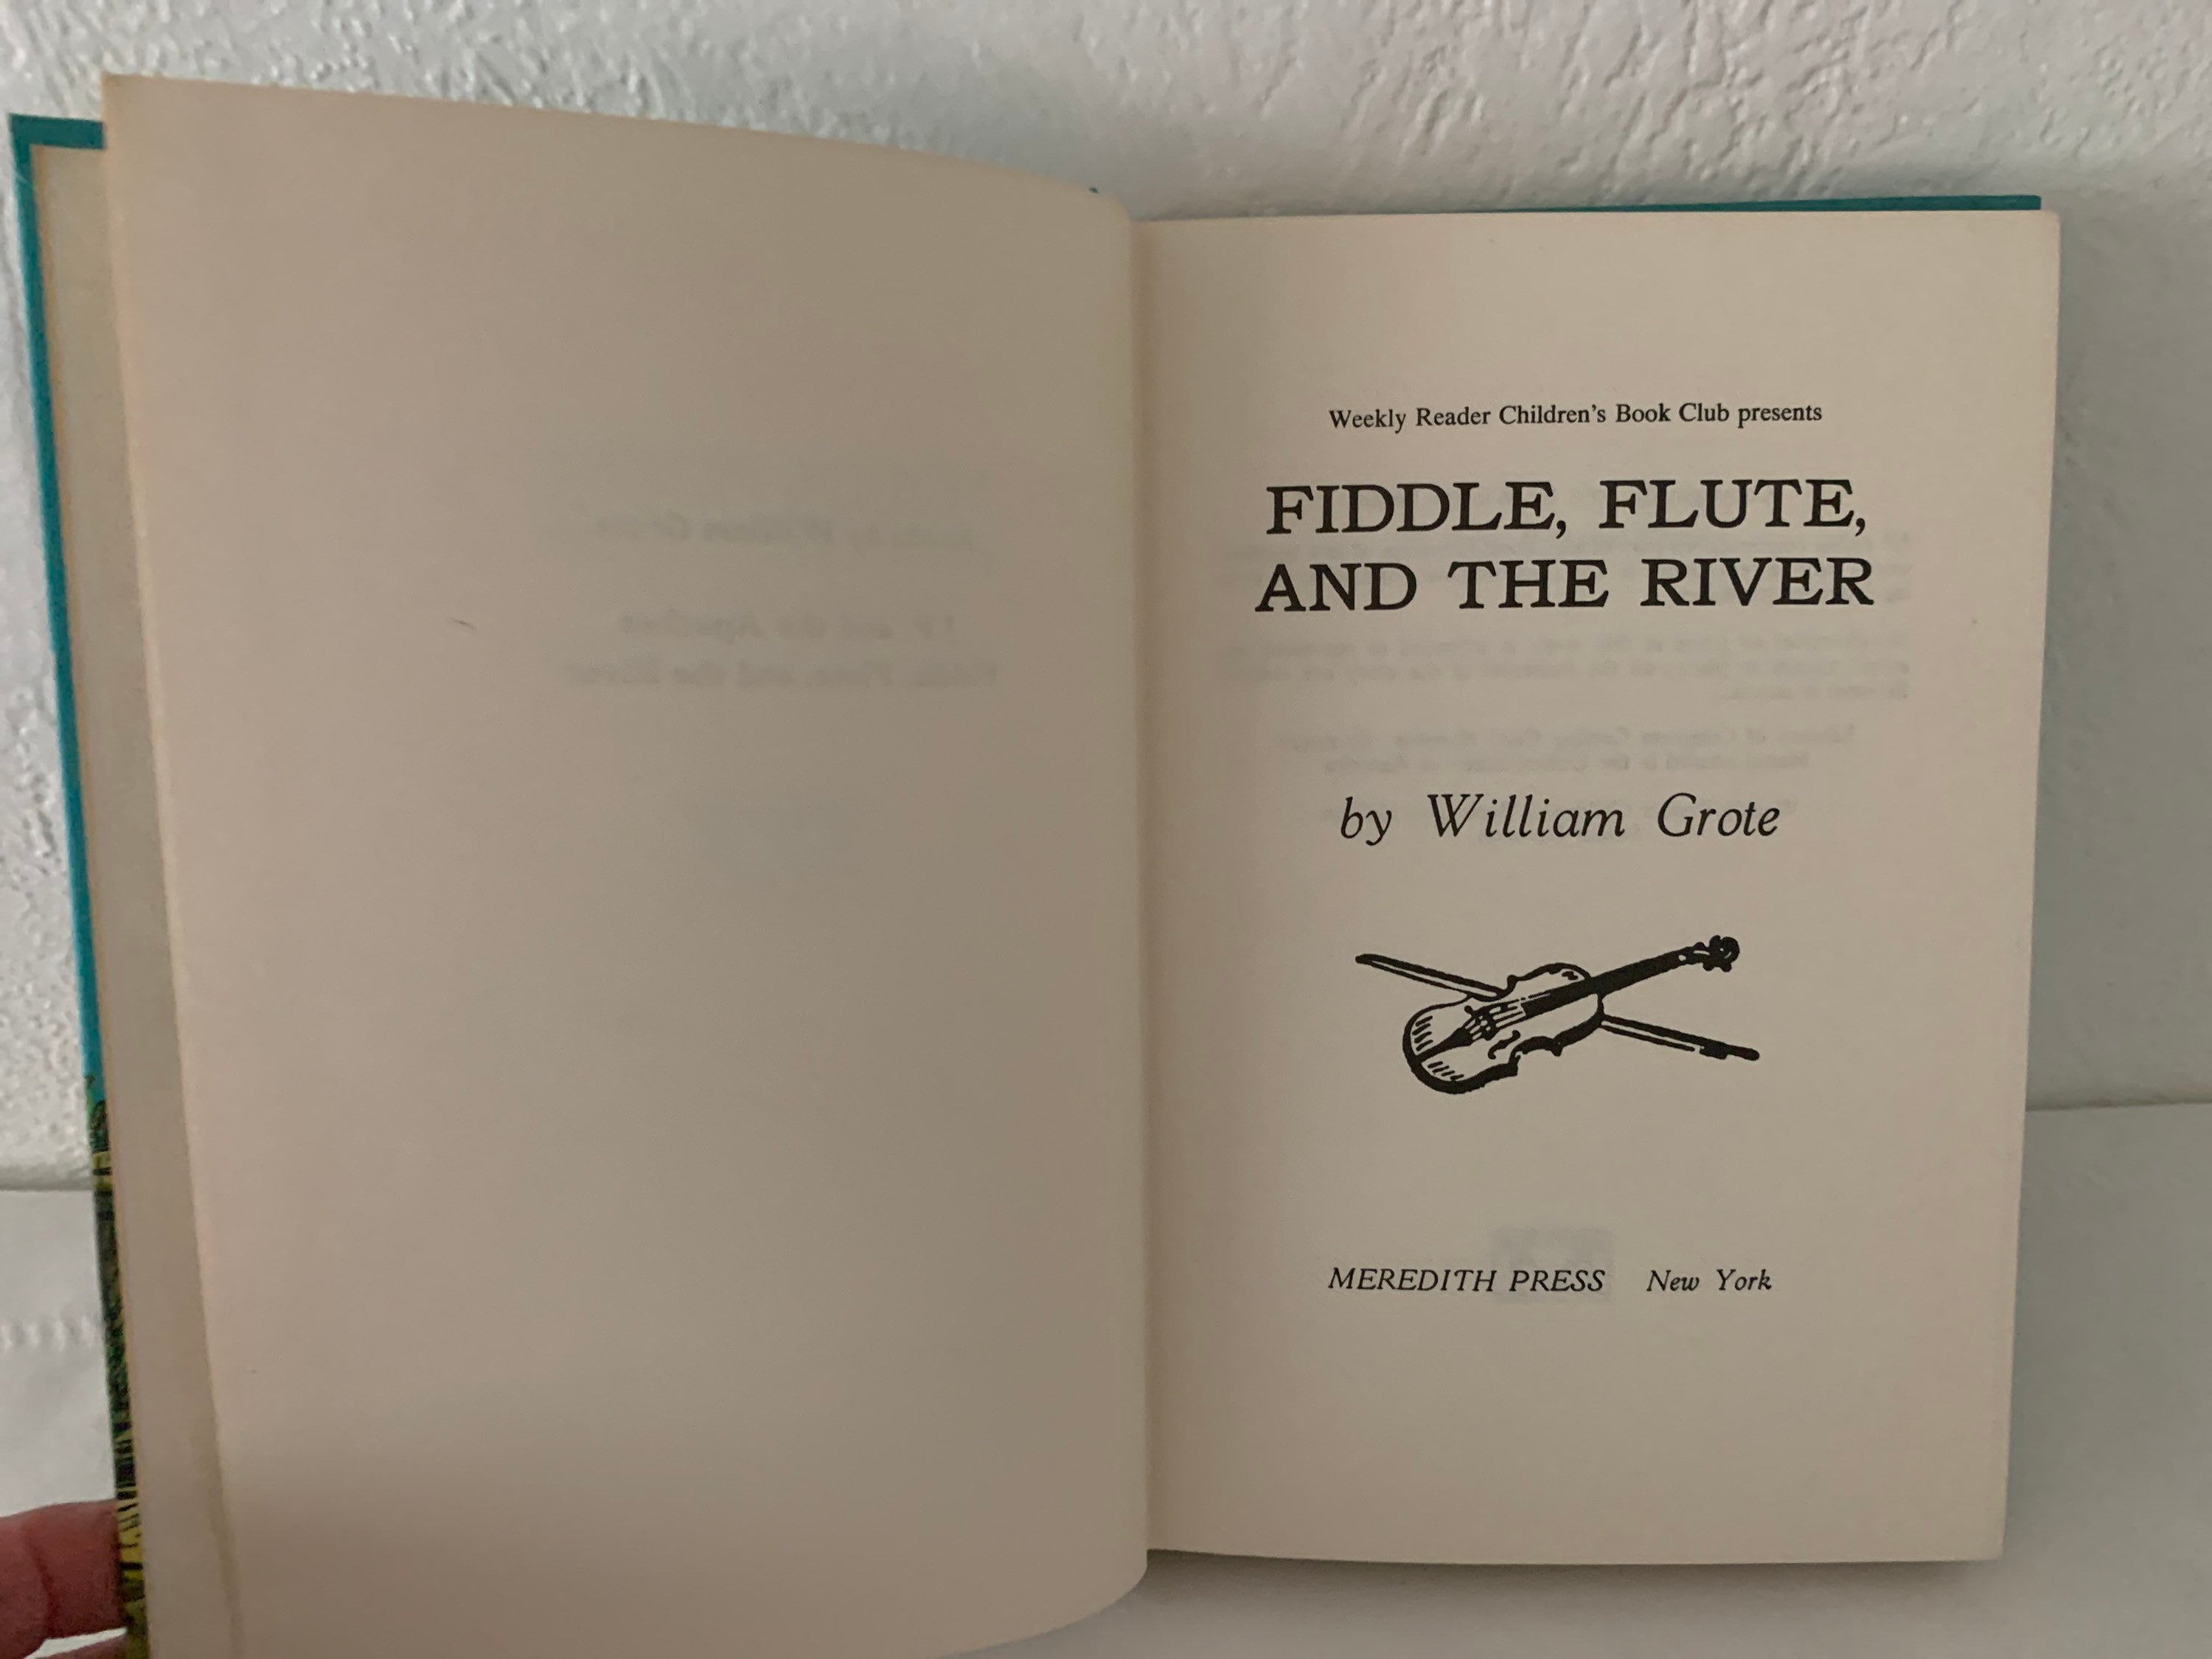 Weekly Reader Children's Book Club presents
FIDDLE, FLUTE,
AND THE RIVER
by William Grote
MEREDITH PRESS New York